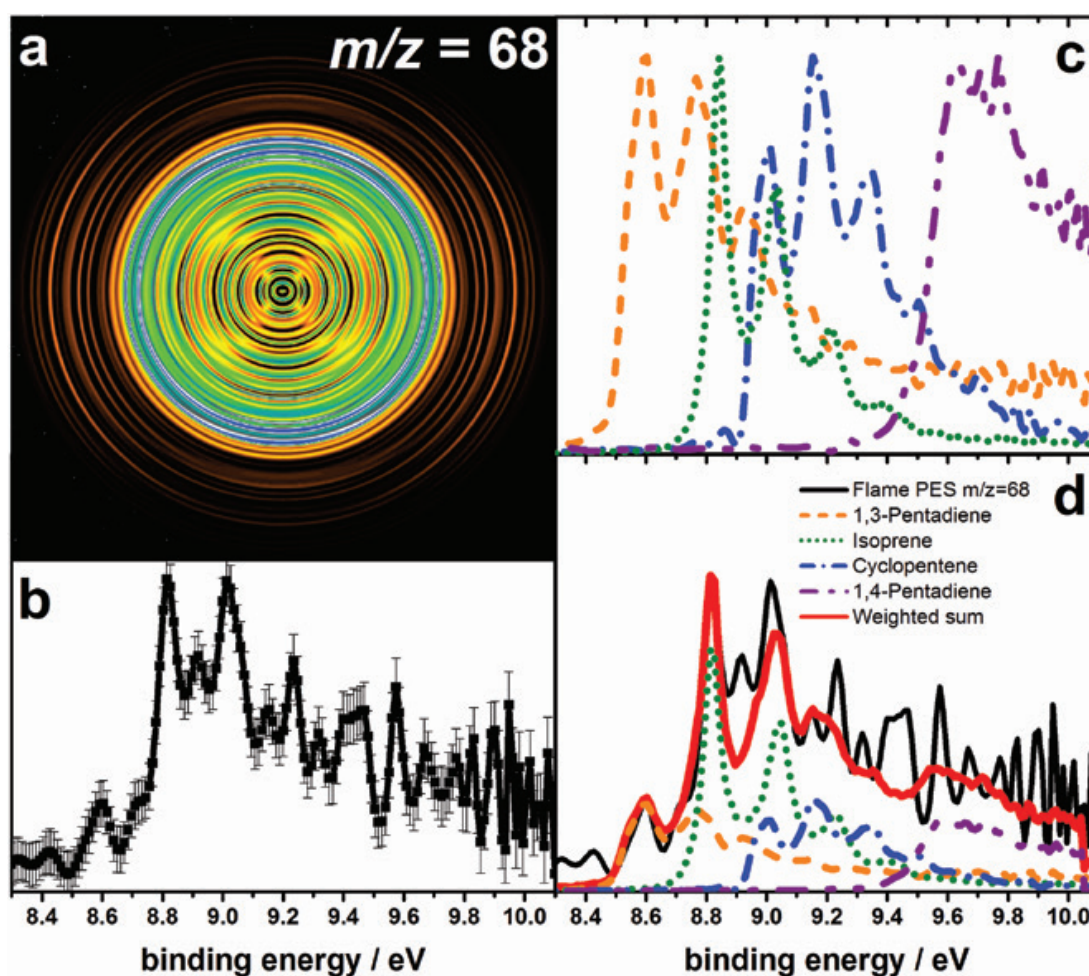 a
m/z = 68
c
b
8.4 8.6 8.8 9.0 9.2 9.4 9.6 9.8 10.0
binding energy / eV
d
Flame PES m/z=68
1,3-Pentadiene
Isoprene
Cyclopentene
1,4-Pentadiene
Weighted sum
8.4 8.6 8.8 9.0 9.2 9.4 9.6 9.8 10.0
binding energy / eV